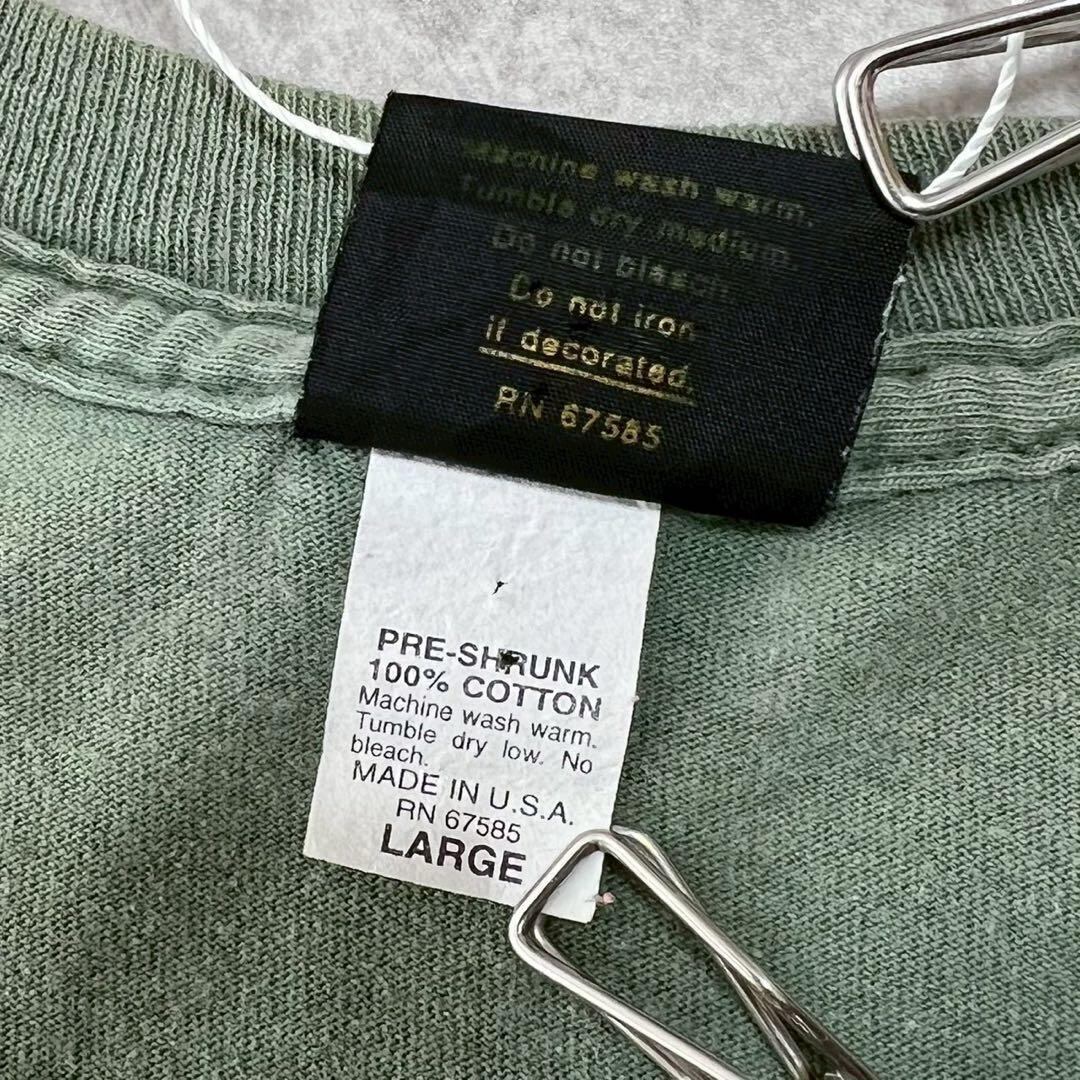 Machine wash warm.
Tumble dry medium.
Do not bleach
Do not iron
if decorated.
RN 67585
PRE-SHRUNK
100% COTTON
Machine wash warm.
Tumble dry low. No
bleach.
MADE IN U.S.A.
RN 67585
LARGE